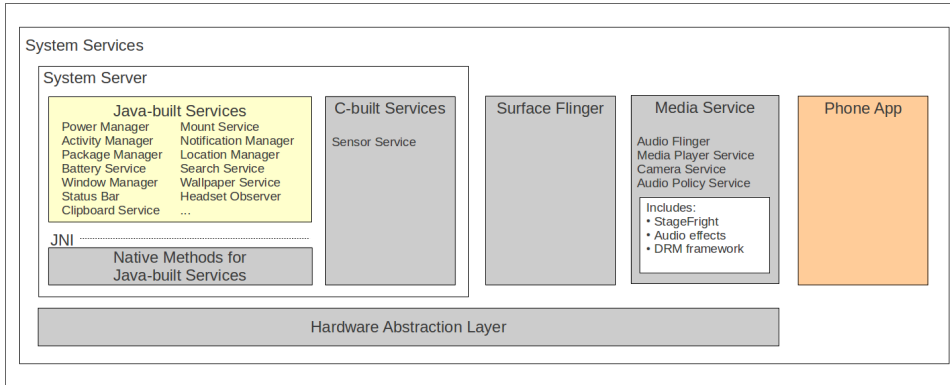 System Services
System Server
Java-built Services
Power Manager
Activity Manager
Package Manager
Battery Service
Window Manager
Status Bar
Clipboard Service
Mount Service
Notification Manager
Location Manager
Search Service
Wallpaper Service
Headset Observer
...
JNI
Native Methods for
Java-built Services
C-built Services
Sensor Service
Surface Flinger
Media Service
Audio Flinger
Media Player Service
Camera Service
Audio Policy Service
Includes:
• StageFright
• Audio effects
• DRM framework
Phone App
Hardware Abstraction Layer